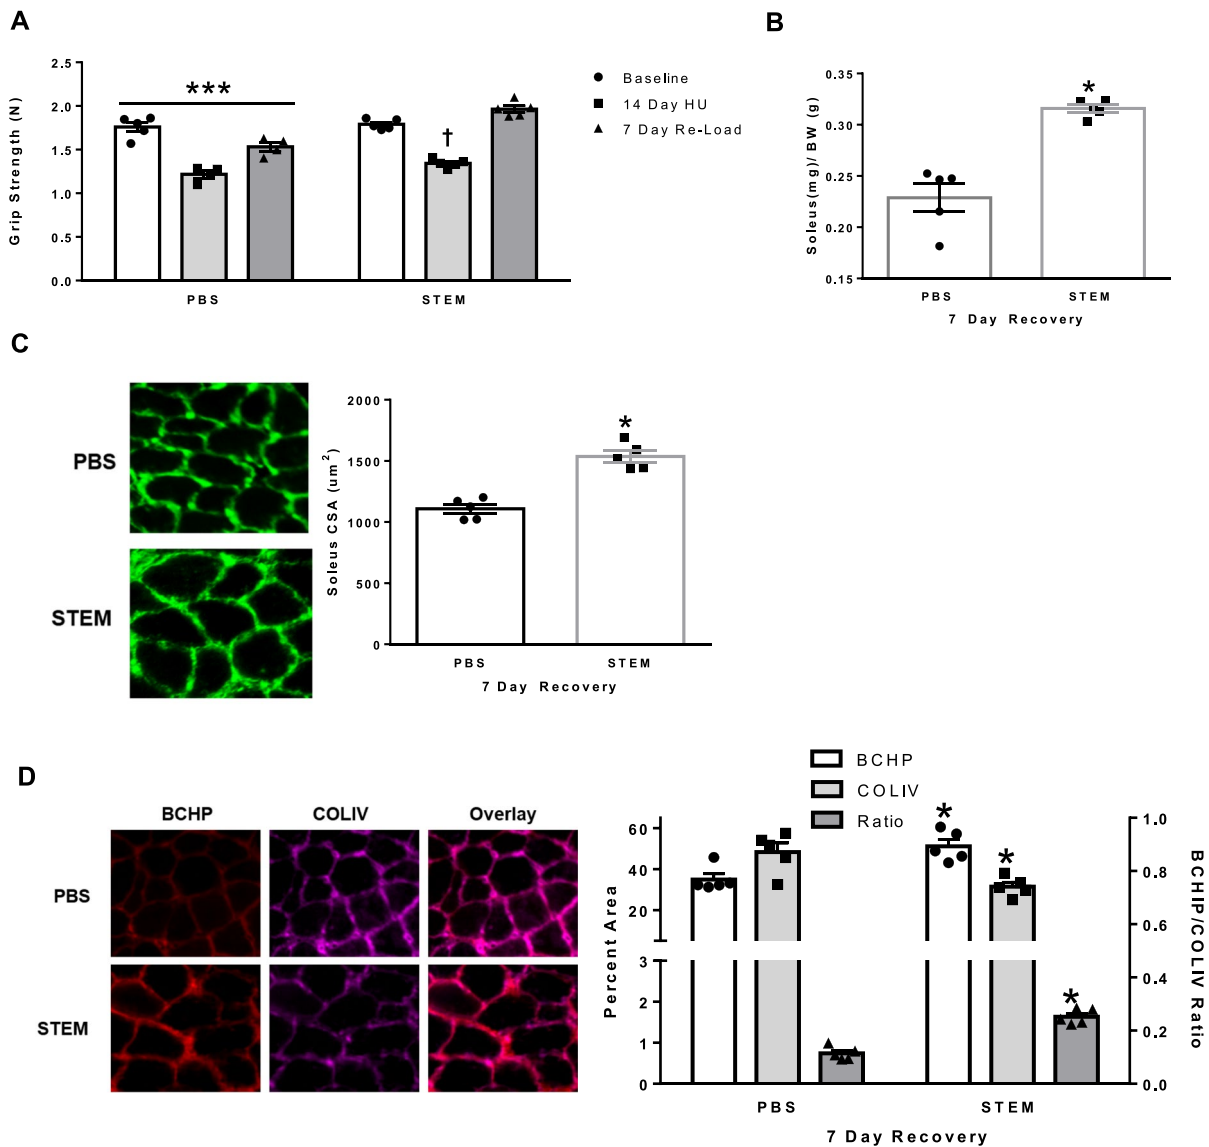 A
Grip Strength (N)
2.5
2.0
1.5
1.0
0.5
0.0
***
†
PBS
STEM
Baseline
14 Day HU
7 Day Re-Load
B
Soleus(mg)/ BW (g)
0.35
0.30
0.25
0.20
0.15
*
PBS
STEM
7 Day Recovery
C
PBS
STEM
Soleus CSA (um2)
2000
1500
1000
500
0
*
PBS
STEM
7 Day Recovery
D
BCHP
COLIV
Overlay
PBS
STEM
BCHP
COLIV
Ratio
Percent Area
60
40
20
3
2
1
0
*
*
*
1.0
0.8
0.6
0.4
0.2
0.0
BCHIP/COLIV Ratio
PBS
STEM
7 Day Recovery